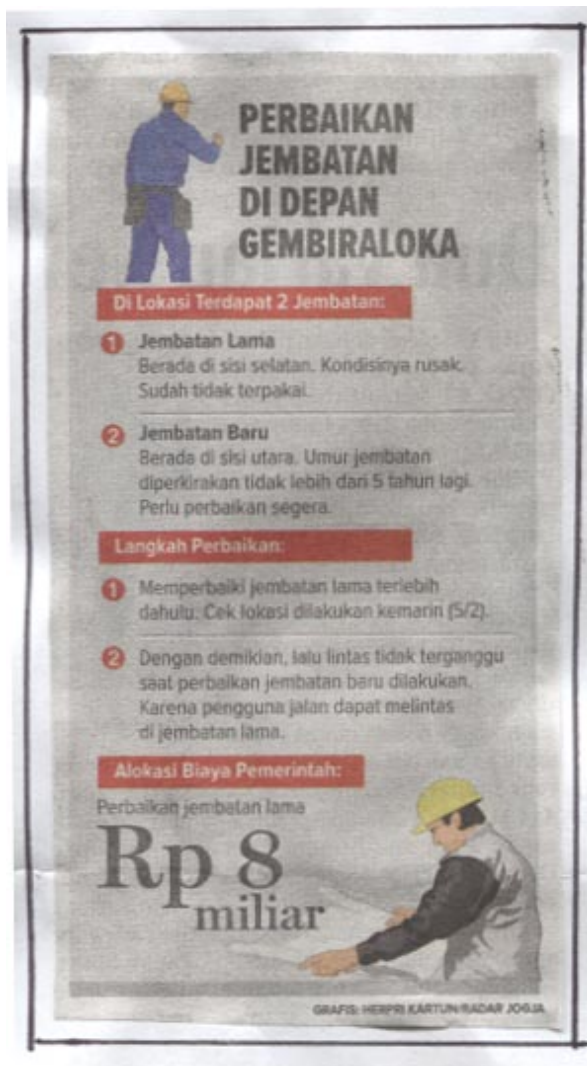 PERBAIKAN
JEMBATAN
DI DEPAN
GEMBIRALOKA
Di Lokasi Terdapat 2 Jembatan:
1 Jembatan Lama
Berada di sisi selatan. Kondisinya rusak.
Sudah tidak terpakai.
2 Jembatan Baru
Berada di sisi utara. Umur jembatan
diperkirakan tidak lebih dari 5 tahun lagi.
Perlu perbaikan segera.
Langkah Perbaikan:
1 Memperbaiki jembatan lama terlebih
dahulu. Cek lokasi dilakukan kemarin (5/2).
2 Dengan demikian, lalu lintas tidak terganggu
saat perbaikan jembatan baru dilakukan.
Karena pengguna jalan dapat melintas
di jembatan lama.
Alokasi Biaya Pemerintah:
Perbaikan jembatan lama
Rp 8
miliar
GRAFIS: HERPRI KARTUN/RADAR JOGJA